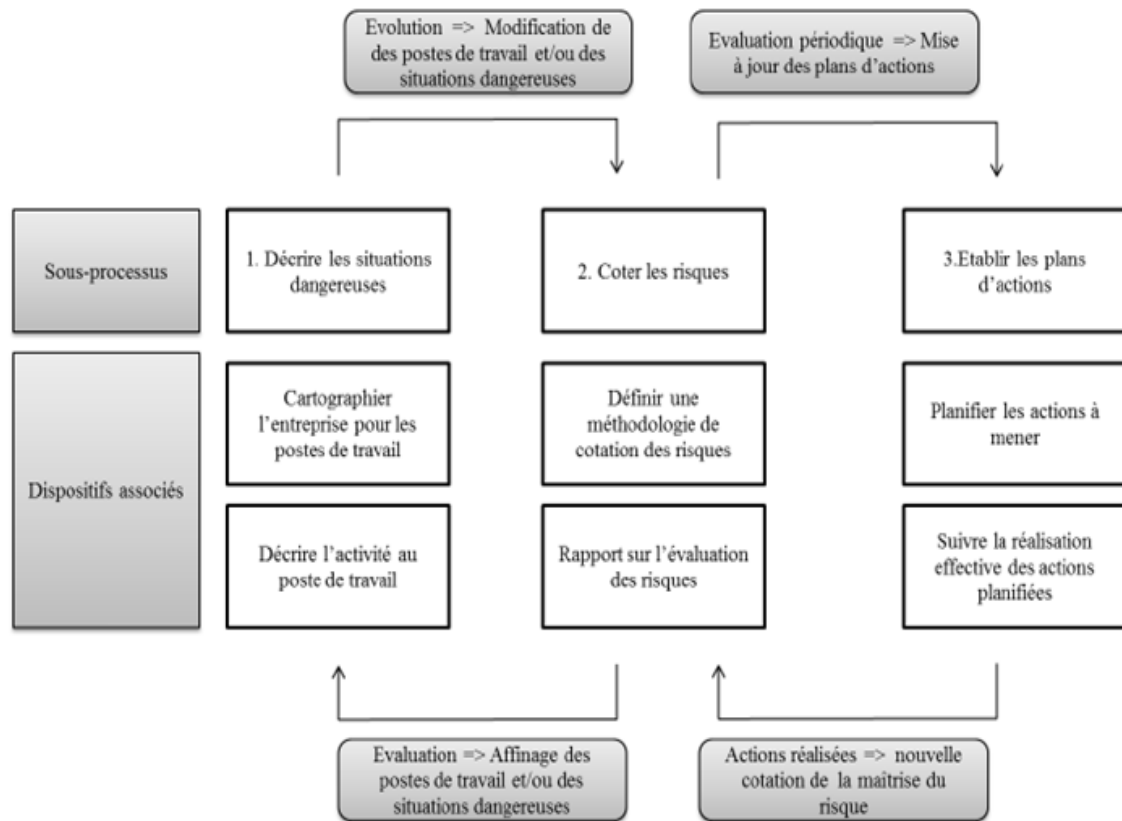 Evolution => Modification de
des postes de travail et/ou des
situations dangereuses
Evaluation périodique => Mise
à jour des plans d'actions
Sous-processus
1. Décrire les situations
dangereuses
2. Coter les risques
3.Etablir les plans
d'actions
Dispositifs associés
Cartographier
l'entreprise pour les
postes de travail
Définir une
méthodologie de
cotation des risques
Planifier les actions à
mener
Décrire l'activité au
poste de travail
Rapport sur l'évaluation
des risques
Suivre la réalisation
effective des actions
planifiées
Evaluation => Affinage des
postes de travail et/ou des
situations dangereuses
Actions réalisées => nouvelle
cotation de la maîtrise du
risque